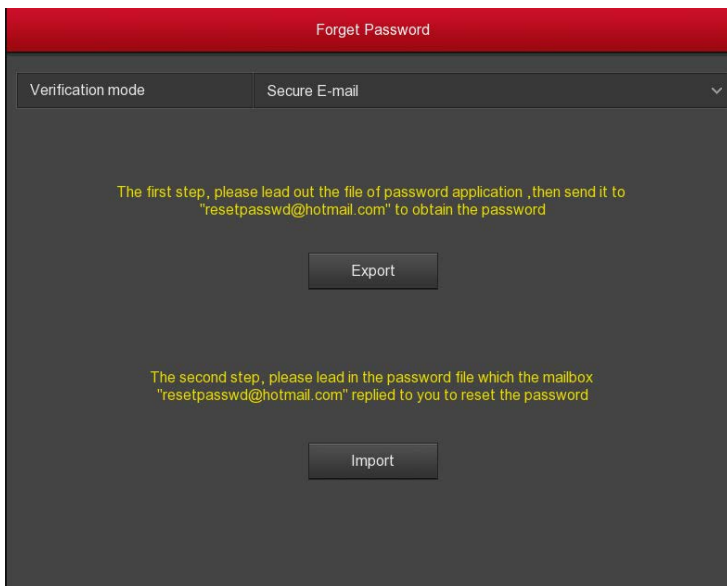 Forget Password
Verification mode
Secure E-mail
The first step, please lead out the file of password application ,then send it to
"resetpasswd@hotmail.com" to obtain the password
Export
The second step, please lead in the password file which the mailbox
"resetpasswd@hotmail.com" replied to you to reset the password
Import